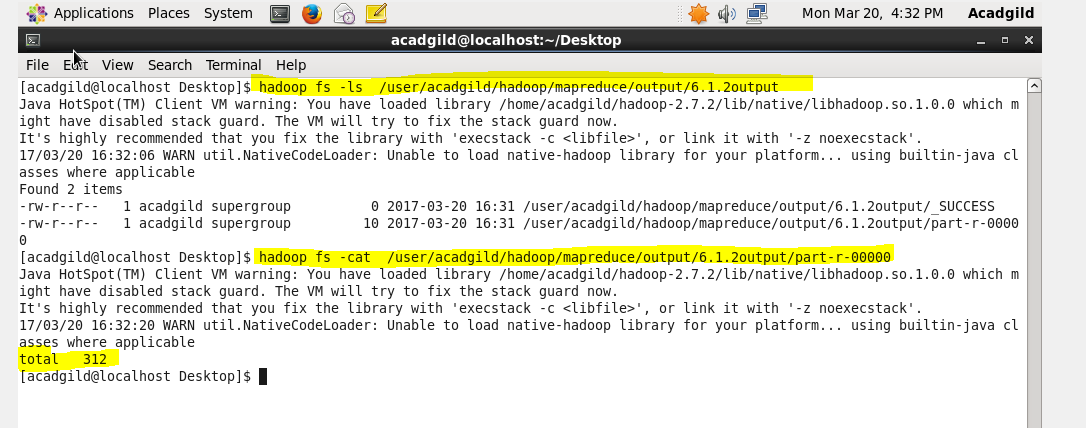 Applications Places System Mon Mar 20, 4:32 PM Acadgild
acadgild@localhost:~/Desktop
File Edit View Search Terminal Help
[acadgild@localhost Desktop]$ hadoop fs -ls  /user/acadgild/hadoop/mapreduce/output/6.1.2output
Java HotSpot(TM) Client VM warning: You have loaded library /home/acadgild/hadoop-2.7.2/lib/native/libhadoop.so.1.0.0 which m
ight have disabled stack guard. The VM will try to fix the stack guard now.
It's highly recommended that you fix the library with 'execstack -c <libfile>', or link it with '-z noexecstack'.
17/03/20 16:32:06 WARN util.NativeCodeLoader: Unable to load native-hadoop library for your platform... using builtin-java cl
asses where applicable
Found 2 items
-rw-r--r--   1 acadgild supergroup          0 2017-03-20 16:31 /user/acadgild/hadoop/mapreduce/output/6.1.2output/_SUCCESS
-rw-r--r--   1 acadgild supergroup         10 2017-03-20 16:31 /user/acadgild/hadoop/mapreduce/output/6.1.2output/part-r-0000
0
[acadgild@localhost Desktop]$ hadoop fs -cat  /user/acadgild/hadoop/mapreduce/output/6.1.2output/part-r-00000
Java HotSpot(TM) Client VM warning: You have loaded library /home/acadgild/hadoop-2.7.2/lib/native/libhadoop.so.1.0.0 which m
ight have disabled stack guard. The VM will try to fix the stack guard now.
It's highly recommended that you fix the library with 'execstack -c <libfile>', or link it with '-z noexecstack'.
17/03/20 16:32:20 WARN util.NativeCodeLoader: Unable to load native-hadoop library for your platform... using builtin-java cl
asses where applicable
total   312
[acadgild@localhost Desktop]$